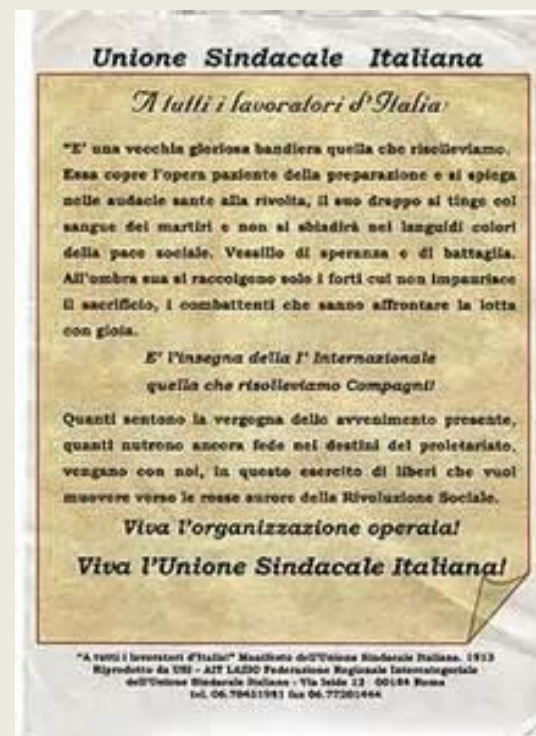 Unione Sindacale Italiana
A tutti i lavoratori d'Italia!
"E' una vecchia gloriosa bandiera quella che risolleviamo.
Essa copre l'opera paziente della preparazione e si spiega
nelle audacie sante alla rivolta, il suo drappo si tinge col
sangue dei martiri e non si sbiadirà nei languidi colori
della pace sociale. Vessillo di speranza e di battaglia.
All'ombra sua si raccolgono solo i forti cui non impaurisce
il sacrificio, i combattenti che sanno affrontare la lotta
con gioia.
E' l'insegna della I' Internazionale
quella che risolleviamo Compagni!
Quanti sentono la vergogna dello avvenimento presente,
quanti nutrono ancora fede nei destini del proletariato,
vengano con noi, in questo esercito di liberi che vuol
muovere verso le rosse aurore della Rivoluzione Sociale.
Viva l'organizzazione operaia!
Viva l'Unione Sindacale Italiana!
"A tutti i lavoratori d'Italia!" Manifesto dell'Unione Sindacale Italiana. 1913
Riprodotto da USI - AIT LAZIO Federazione Regionale Intercategoriale
dell'Unione Sindacale Italiana - Via Iside 12 - 00184 Roma
tel. 06.70451981 fax 06.77201444